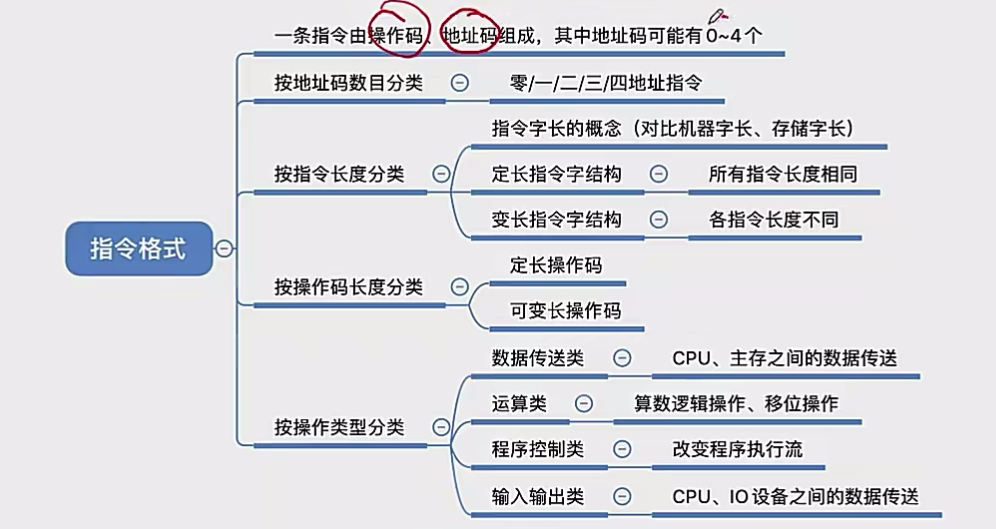 一条指令由操作码、地址码组成，其中地址码可能有0~4个
按地址码数目分类 零/一/二/三/四地址指令
指令字长的概念（对比机器字长、存储字长）
按指令长度分类 定长指令字结构 所有指令长度相同
变长指令字结构 各指令长度不同
指令格式
定长操作码
按操作码长度分类
可变长操作码
数据传送类 CPU、主存之间的数据传送
运算类 算数逻辑操作、移位操作
按操作类型分类
程序控制类 改变程序执行流
输入输出类 CPU、IO设备之间的数据传送